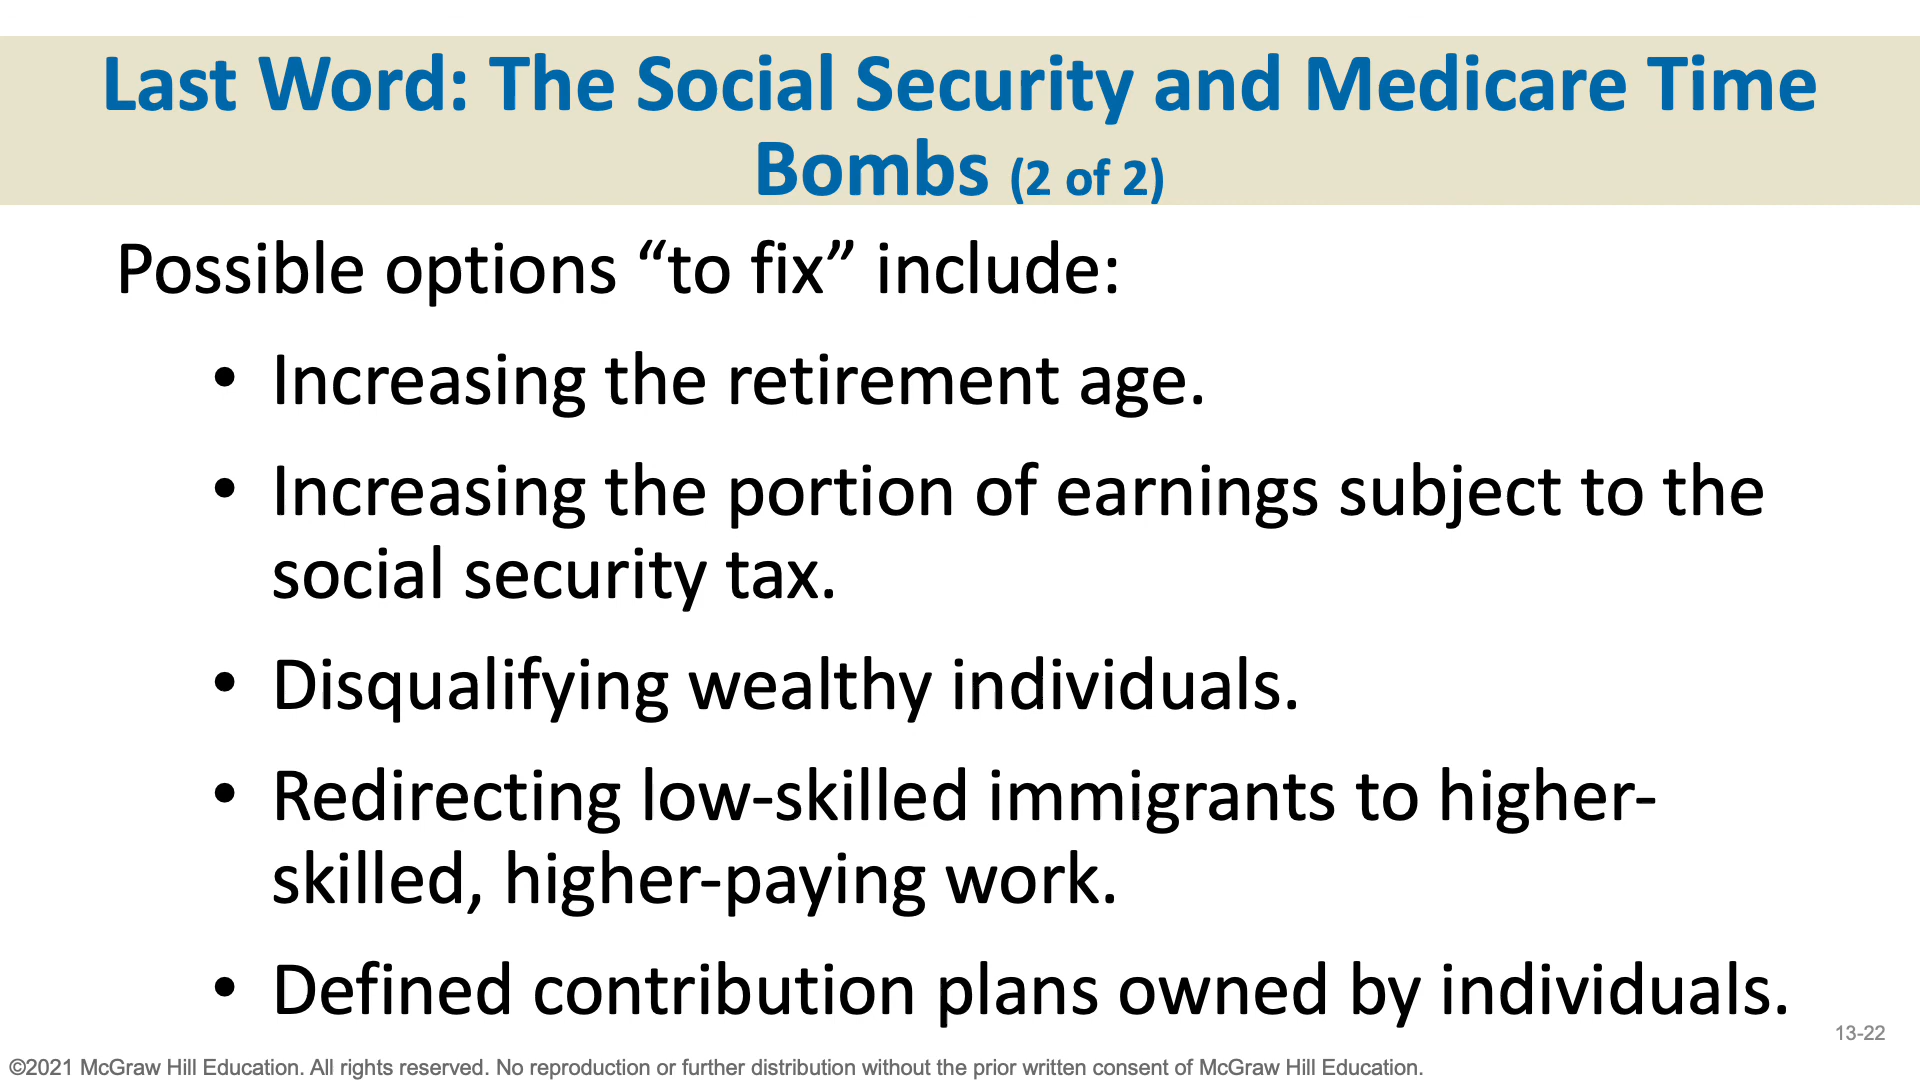 Last Word: The Social Security and Medicare Time
Bombs (2 of 2)
Possible options “to fix” include:
• Increasing the retirement age.
• Increasing the portion of earnings subject to the
social security tax.
• Disqualifying wealthy individuals.
• Redirecting low-skilled immigrants to higher-
skilled, higher-paying work.
• Defined contribution plans owned by individuals.
13-22
©2021 McGraw Hill Education. All rights reserved. No reproduction or further distribution without the prior written consent of McGraw Hill Education.